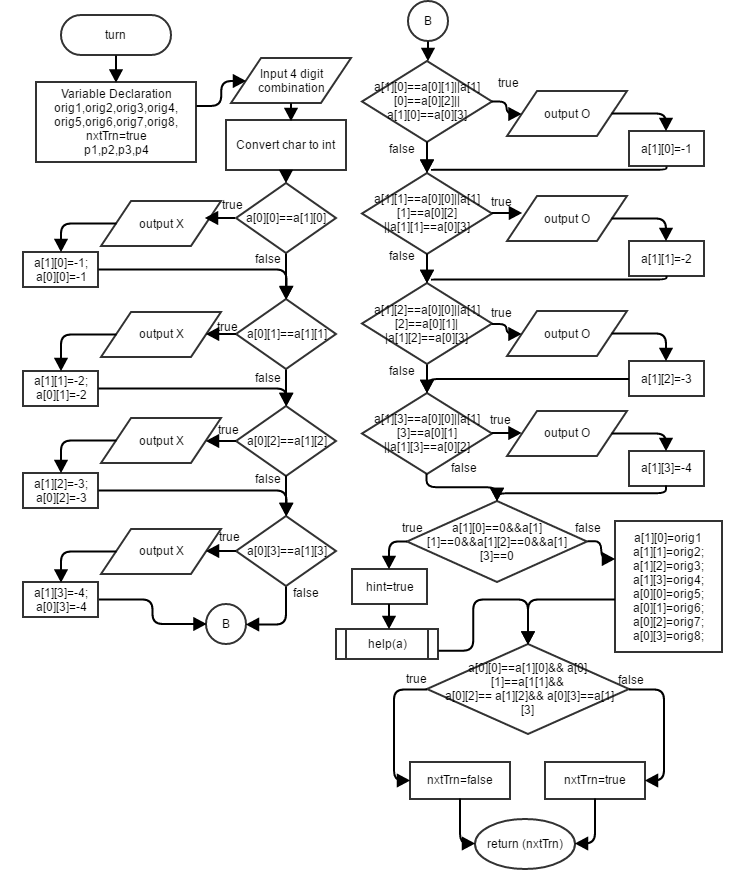 turn
Variable Declaration
orig1,orig2,orig3,orig4,
orig5,orig6,orig7,orig8,
nxtTrn=true
p1,p2,p3,p4
Input 4 digit
combination
Convert char to int
a[0][0]==a[1][0]
true
output X
a[1][0]=-1;
a[0][0]=-1
false
a[0][1]==a[1][1]
true
output X
a[1][1]=-2;
a[0][1]=-2
false
a[0][2]==a[1][2]
true
output X
a[1][2]=-3;
a[0][2]=-3
false
a[0][3]==a[1][3]
true
output X
a[1][3]=-4;
a[0][3]=-4
false
B
B
a[1][0]==a[0][1]||a[1]
[0]==a[0][2]||
a[1][0]==a[0][3]
true
output O
a[1][0]=-1
false
a[1][1]==a[0][0]||a[1]
[1]==a[0][2]
||a[1][1]==a[0][3]
true
output O
a[1][1]=-2
false
a[1][2]==a[0][0]||a[1]
[2]==a[0][1]|
|a[1][2]==a[0][3]
true
output O
a[1][2]=-3
false
a[1][3]==a[0][0]||a[1]
[3]==a[0][1]
||a[1][3]==a[0][2]
true
output O
a[1][3]=-4
false
a[1][0]==0&&a[1]
[1]==0&&a[1][2]==0&&a[1]
[3]==0
true
false
hint=true
help(a)
a[1][0]=orig1
a[1][1]=orig2;
a[1][2]=orig3;
a[1][3]=orig4;
a[0][0]=orig5;
a[0][1]=orig6;
a[0][2]=orig7;
a[0][3]=orig8;
a[0][0]==a[1][0]&& a[0]
[1]==a[1[1]&&
a[0][2]== a[1][2]&& a[0][3]==a[1]
[3]
true
false
nxtTrn=false
nxtTrn=true
return (nxtTrn)